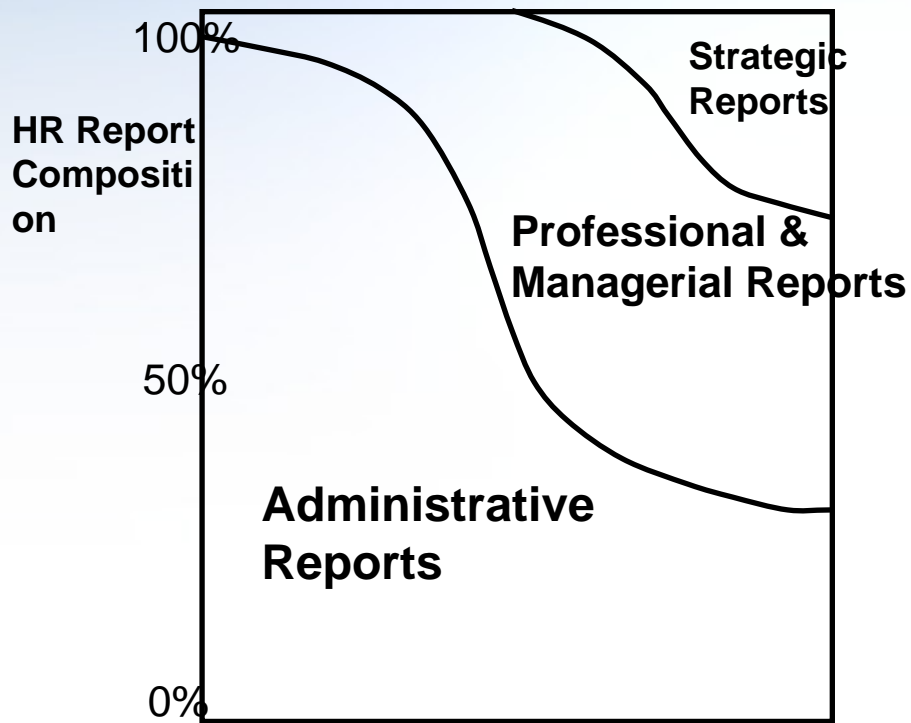 100%
Strategic
Reports
HR Report
Compositi
on
Professional &
Managerial Reports
50%
Administrative
Reports
0%